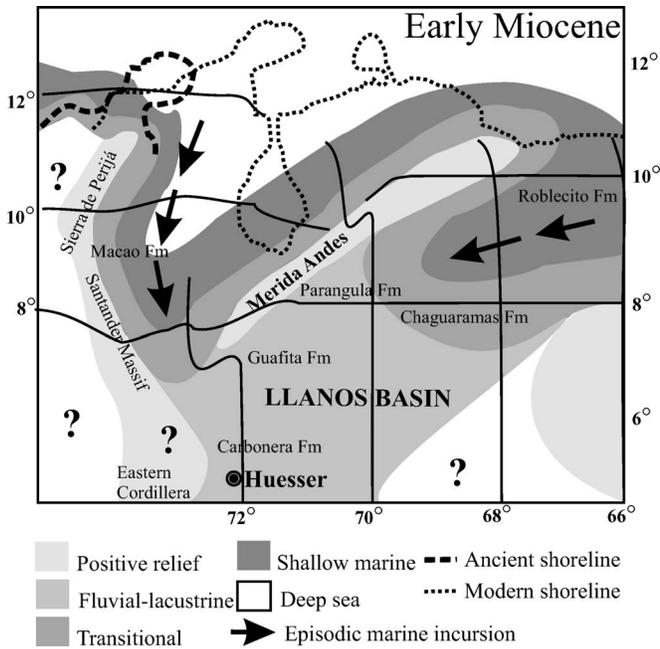 Early Miocene
12°
12°
?
Sierra de Perijá
10°
Roblecito Fm
10°
Macao Fm
Merida Andes
Santander Massif
Parangula Fm
8°
8°
Chaguaramas Fm
Guafita Fm
LLANOS BASIN
6°
?
?
Carbonera Fm
?
Eastern
Cordillera
Huesser
72°
70°
68°
66°
Positive relief
Shallow marine
Ancient shoreline
Fluvial-lacustrine
Deep sea
Modern shoreline
Transitional
Episodic marine incursion